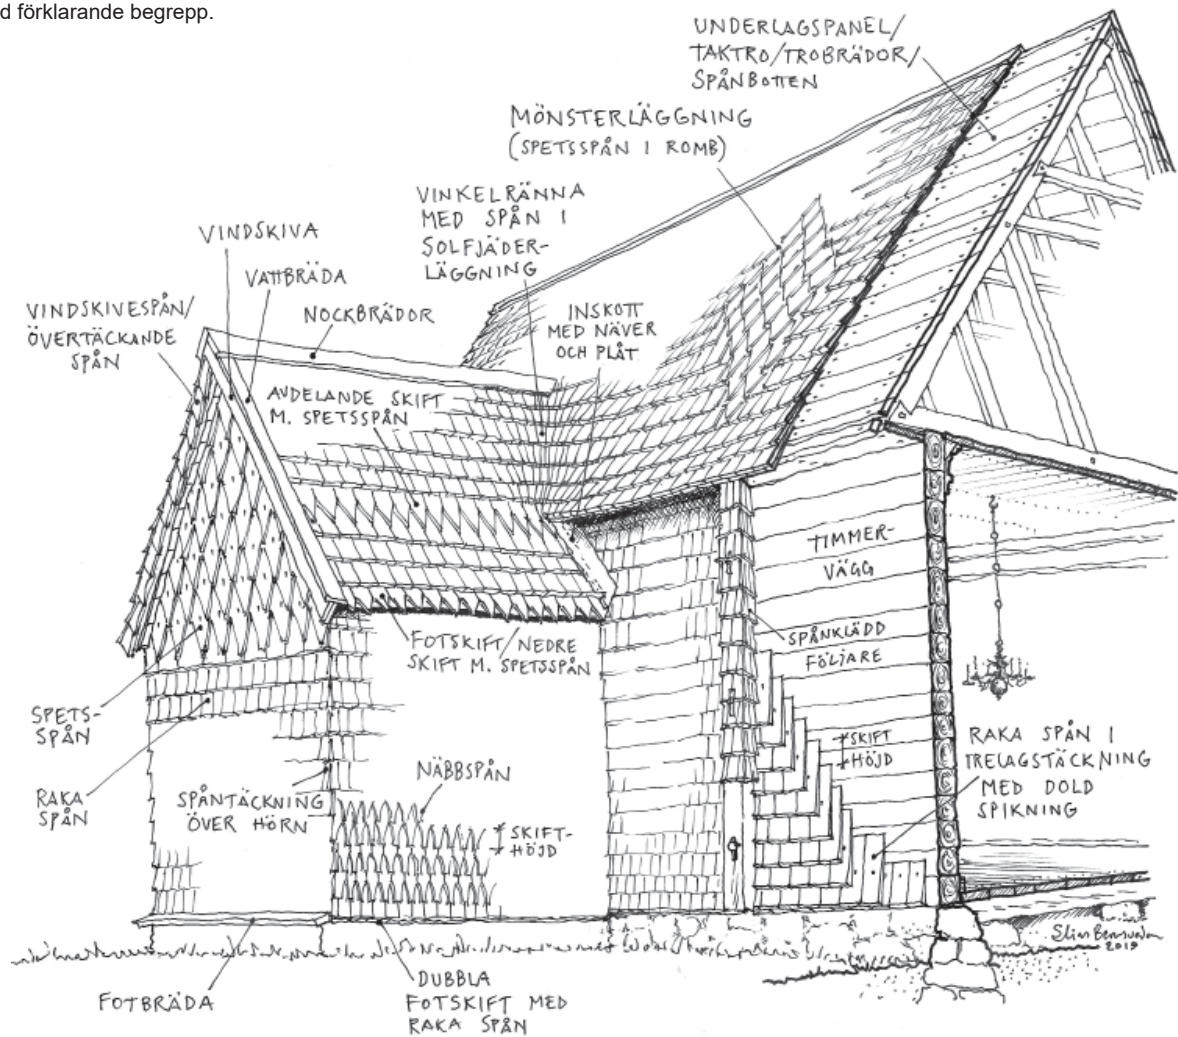 d förklarande begrepp.
UNDERLAGSPANEL/
TAKTRO/TROBRÄDOR/
SPÅNBOTTEN
MÖNSTERLÄGGNING
(SPETSSPÅN I ROMB)
VINKELRÄNNA
MED SPÅN I
SOLFJÄDER-
LÄGGNING
VINDSKIVA
VATTBRÄDA
NOCKBRÄDOR
VINDSKIVESPÅN/
ÖVERTÄCKANDE
SPÅN
INSKOTT
MED NÄVER
OCH PLÅT
AVDELANDE SKIFT
M. SPETSSPÅN
TIMMER-
VÄGG
SPÅNKLÄDD
FÖLJARE
FOTSKIFT/NEDRE
SKIFT M. SPETSSPÅN
SPETS-
SPÅN
RAKA
SPÅN
SPÅNTÄCKNING
ÖVER HÖRN
NÄBBSPÅN
SKIFT-
HÖJD
SKIFT
HÖJD
RAKA SPÅN I
TRELAGSTÄCKNING
MED DOLD
SPIKNING
FOTBRÄDA
DUBBLA
FOTSKIFT MED
RAKA SPÅN
2019